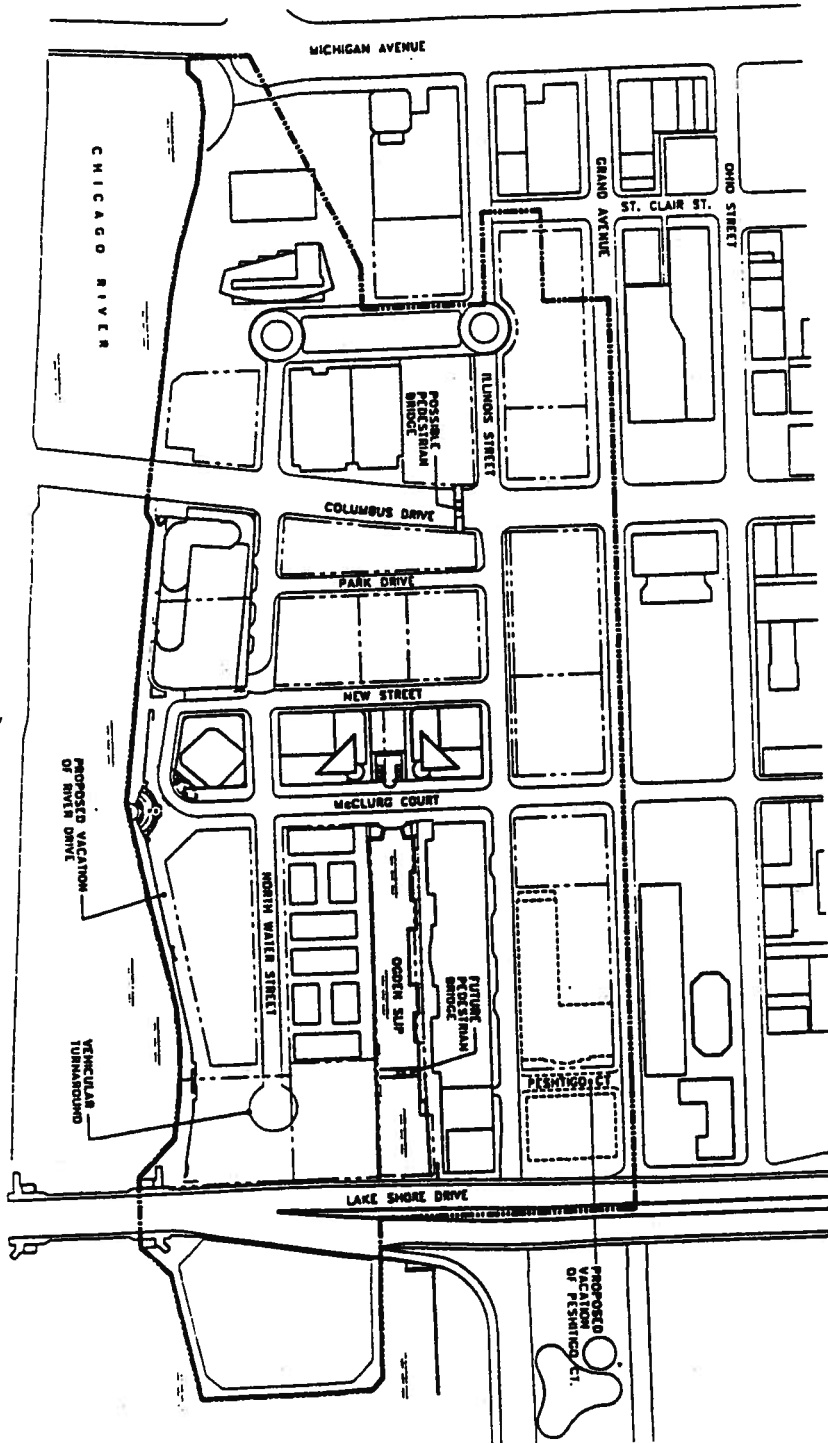 MICHIGAN AVENUE
CHICAGO RIVER
GRAND AVENUE
ST. CLAIR ST.
OHIO STREET
ILLINOIS STREET
POSSIBLE
PEDESTRIAN
BRIDGE
COLUMBUS DRIVE
PARK DRIVE
NEW STREET
McCLURG COURT
PROPOSED VACATION
OF RIVER DRIVE
NORTH WATER STREET
OGDEN SLIP
FUTURE
PEDESTRIAN
BRIDGE
VEHICULAR
TURNAROUND
PESHTIGO CT.
LAKE SHORE DRIVE
PROPOSED
VACATION
OF PESHTIGO CT.